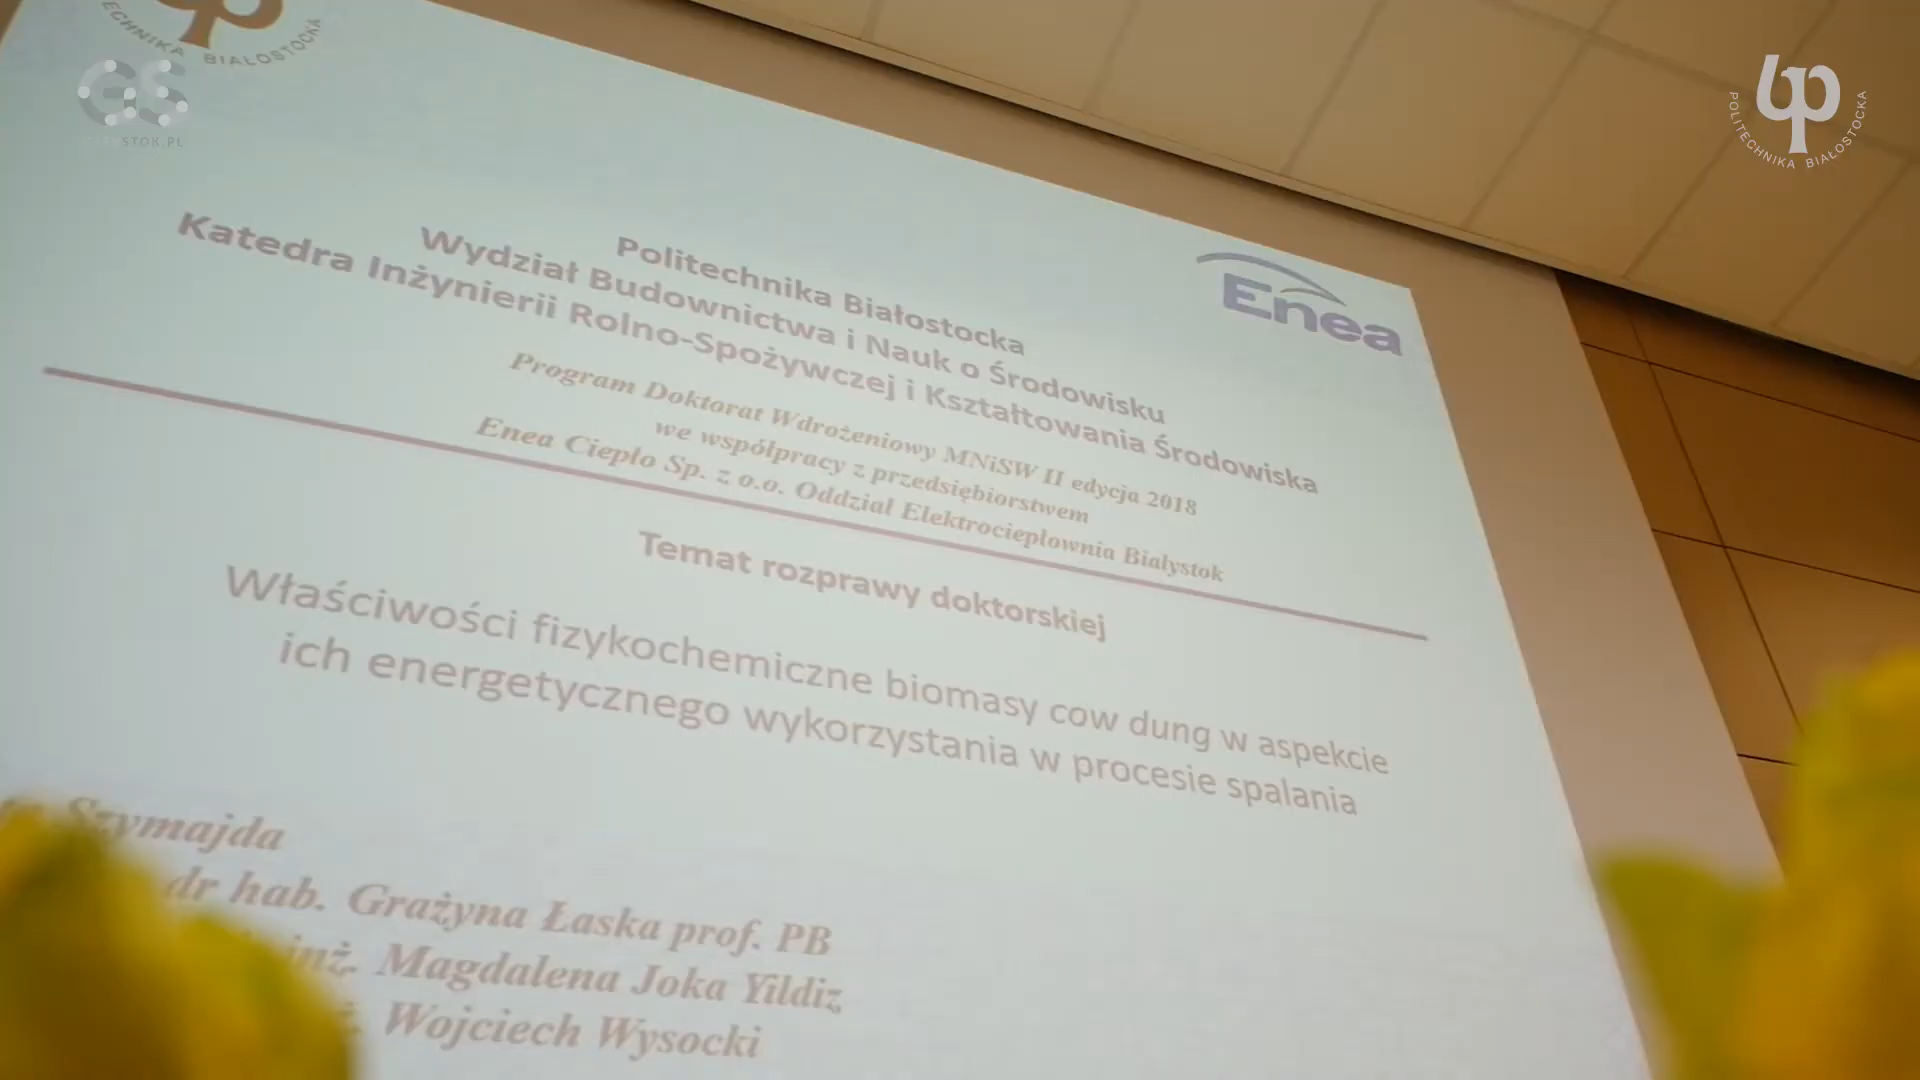 POLITECHNIKA BIAŁOSTOCKA
Politechnika Białostocka
Wydział Budownictwa i Nauk o Środowisku
Katedra Inżynierii Rolno-Spożywczej i Kształtowania Środowiska
Enea
Program Doktorat Wdrożeniowy MNiSW II edycja 2018
we współpracy z przedsiębiorstwem
Enea Ciepło Sp. z o.o. Oddział Elektrociepłownia Białystok
Temat rozprawy doktorskiej
Właściwości fizykochemiczne biomasy cow dung w aspekcie
ich energetycznego wykorzystania w procesie spalania
Szymajda
dr hab. Grażyna Łaska prof. PB
inż. Magdalena Joka Yildiz
Wojciech Wysocki